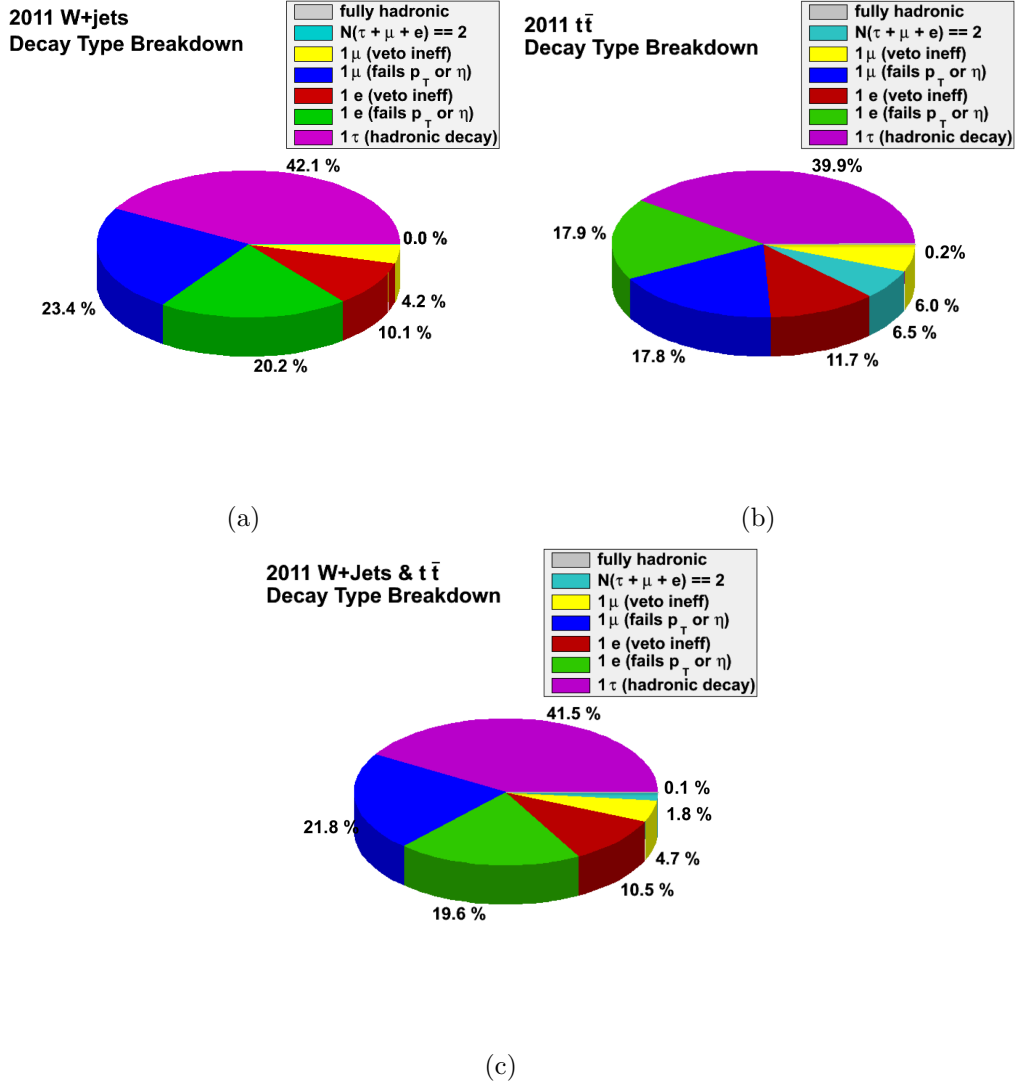 2011 W+jets
Decay Type Breakdown
fully hadronic
N(τ + μ + e) == 2
1 μ (veto ineff)
1 μ (fails p_T or η)
1 e (veto ineff)
1 e (fails p_T or η)
1 τ (hadronic decay)
42.1 %
0.0 %
4.2 %
10.1 %
20.2 %
23.4 %
(a)
2011 tt̄
Decay Type Breakdown
fully hadronic
N(τ + μ + e) == 2
1 μ (veto ineff)
1 μ (fails p_T or η)
1 e (veto ineff)
1 e (fails p_T or η)
1 τ (hadronic decay)
39.9%
17.9 %
0.2%
6.0 %
6.5 %
11.7 %
17.8 %
(b)
2011 W+Jets & t t̄
Decay Type Breakdown
fully hadronic
N(τ + μ + e) == 2
1 μ (veto ineff)
1 μ (fails p_T or η)
1 e (veto ineff)
1 e (fails p_T or η)
1 τ (hadronic decay)
41.5 %
0.1 %
1.8 %
4.7 %
10.5 %
19.6 %
21.8 %
(c)